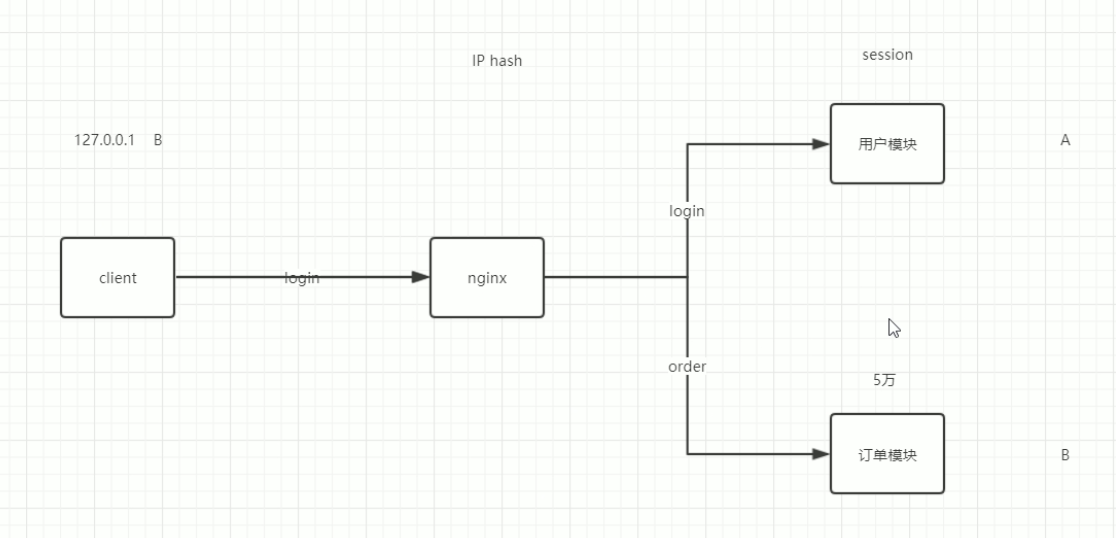 IP hash
session
127.0.0.1 B
用户模块
A
login
client
login
nginx
order
5万
订单模块
B